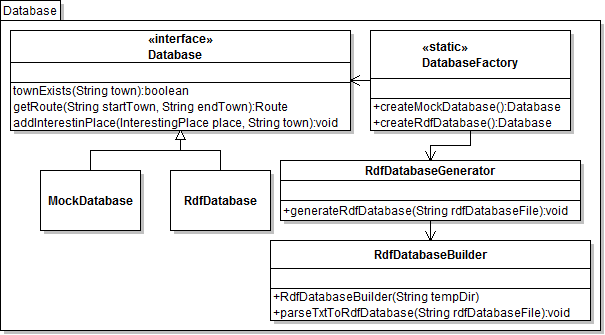 Database
«interface»
Database
townExists(String town):boolean
getRoute(String startTown, String endTown):Route
addInterestinPlace(InterestingPlace place, String town):void
«static»
DatabaseFactory
+createMockDatabase():Database
+createRdfDatabase():Database
MockDatabase
RdfDatabase
RdfDatabaseGenerator
+generateRdfDatabase(String rdfDatabaseFile):void
RdfDatabaseBuilder
+RdfDatabaseBuilder(String tempDir)
+parseTxtToRdfDatabase(String rdfDatabaseFile):void